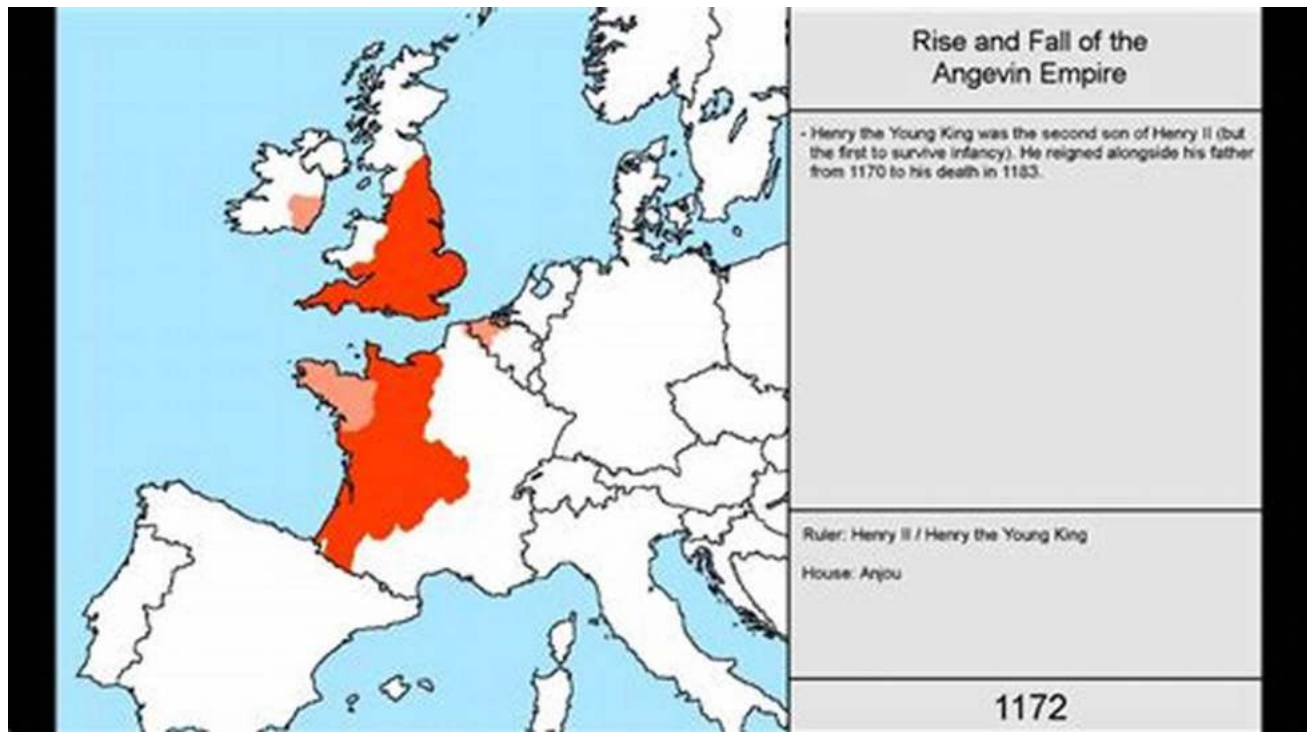 Rise and Fall of the
Angevin Empire
- Henry the Young King was the second son of Henry II (but
the first to survive infancy). He reigned alongside his father
from 1170 to his death in 1183.
Ruler: Henry II / Henry the Young King
House: Anjou
1172